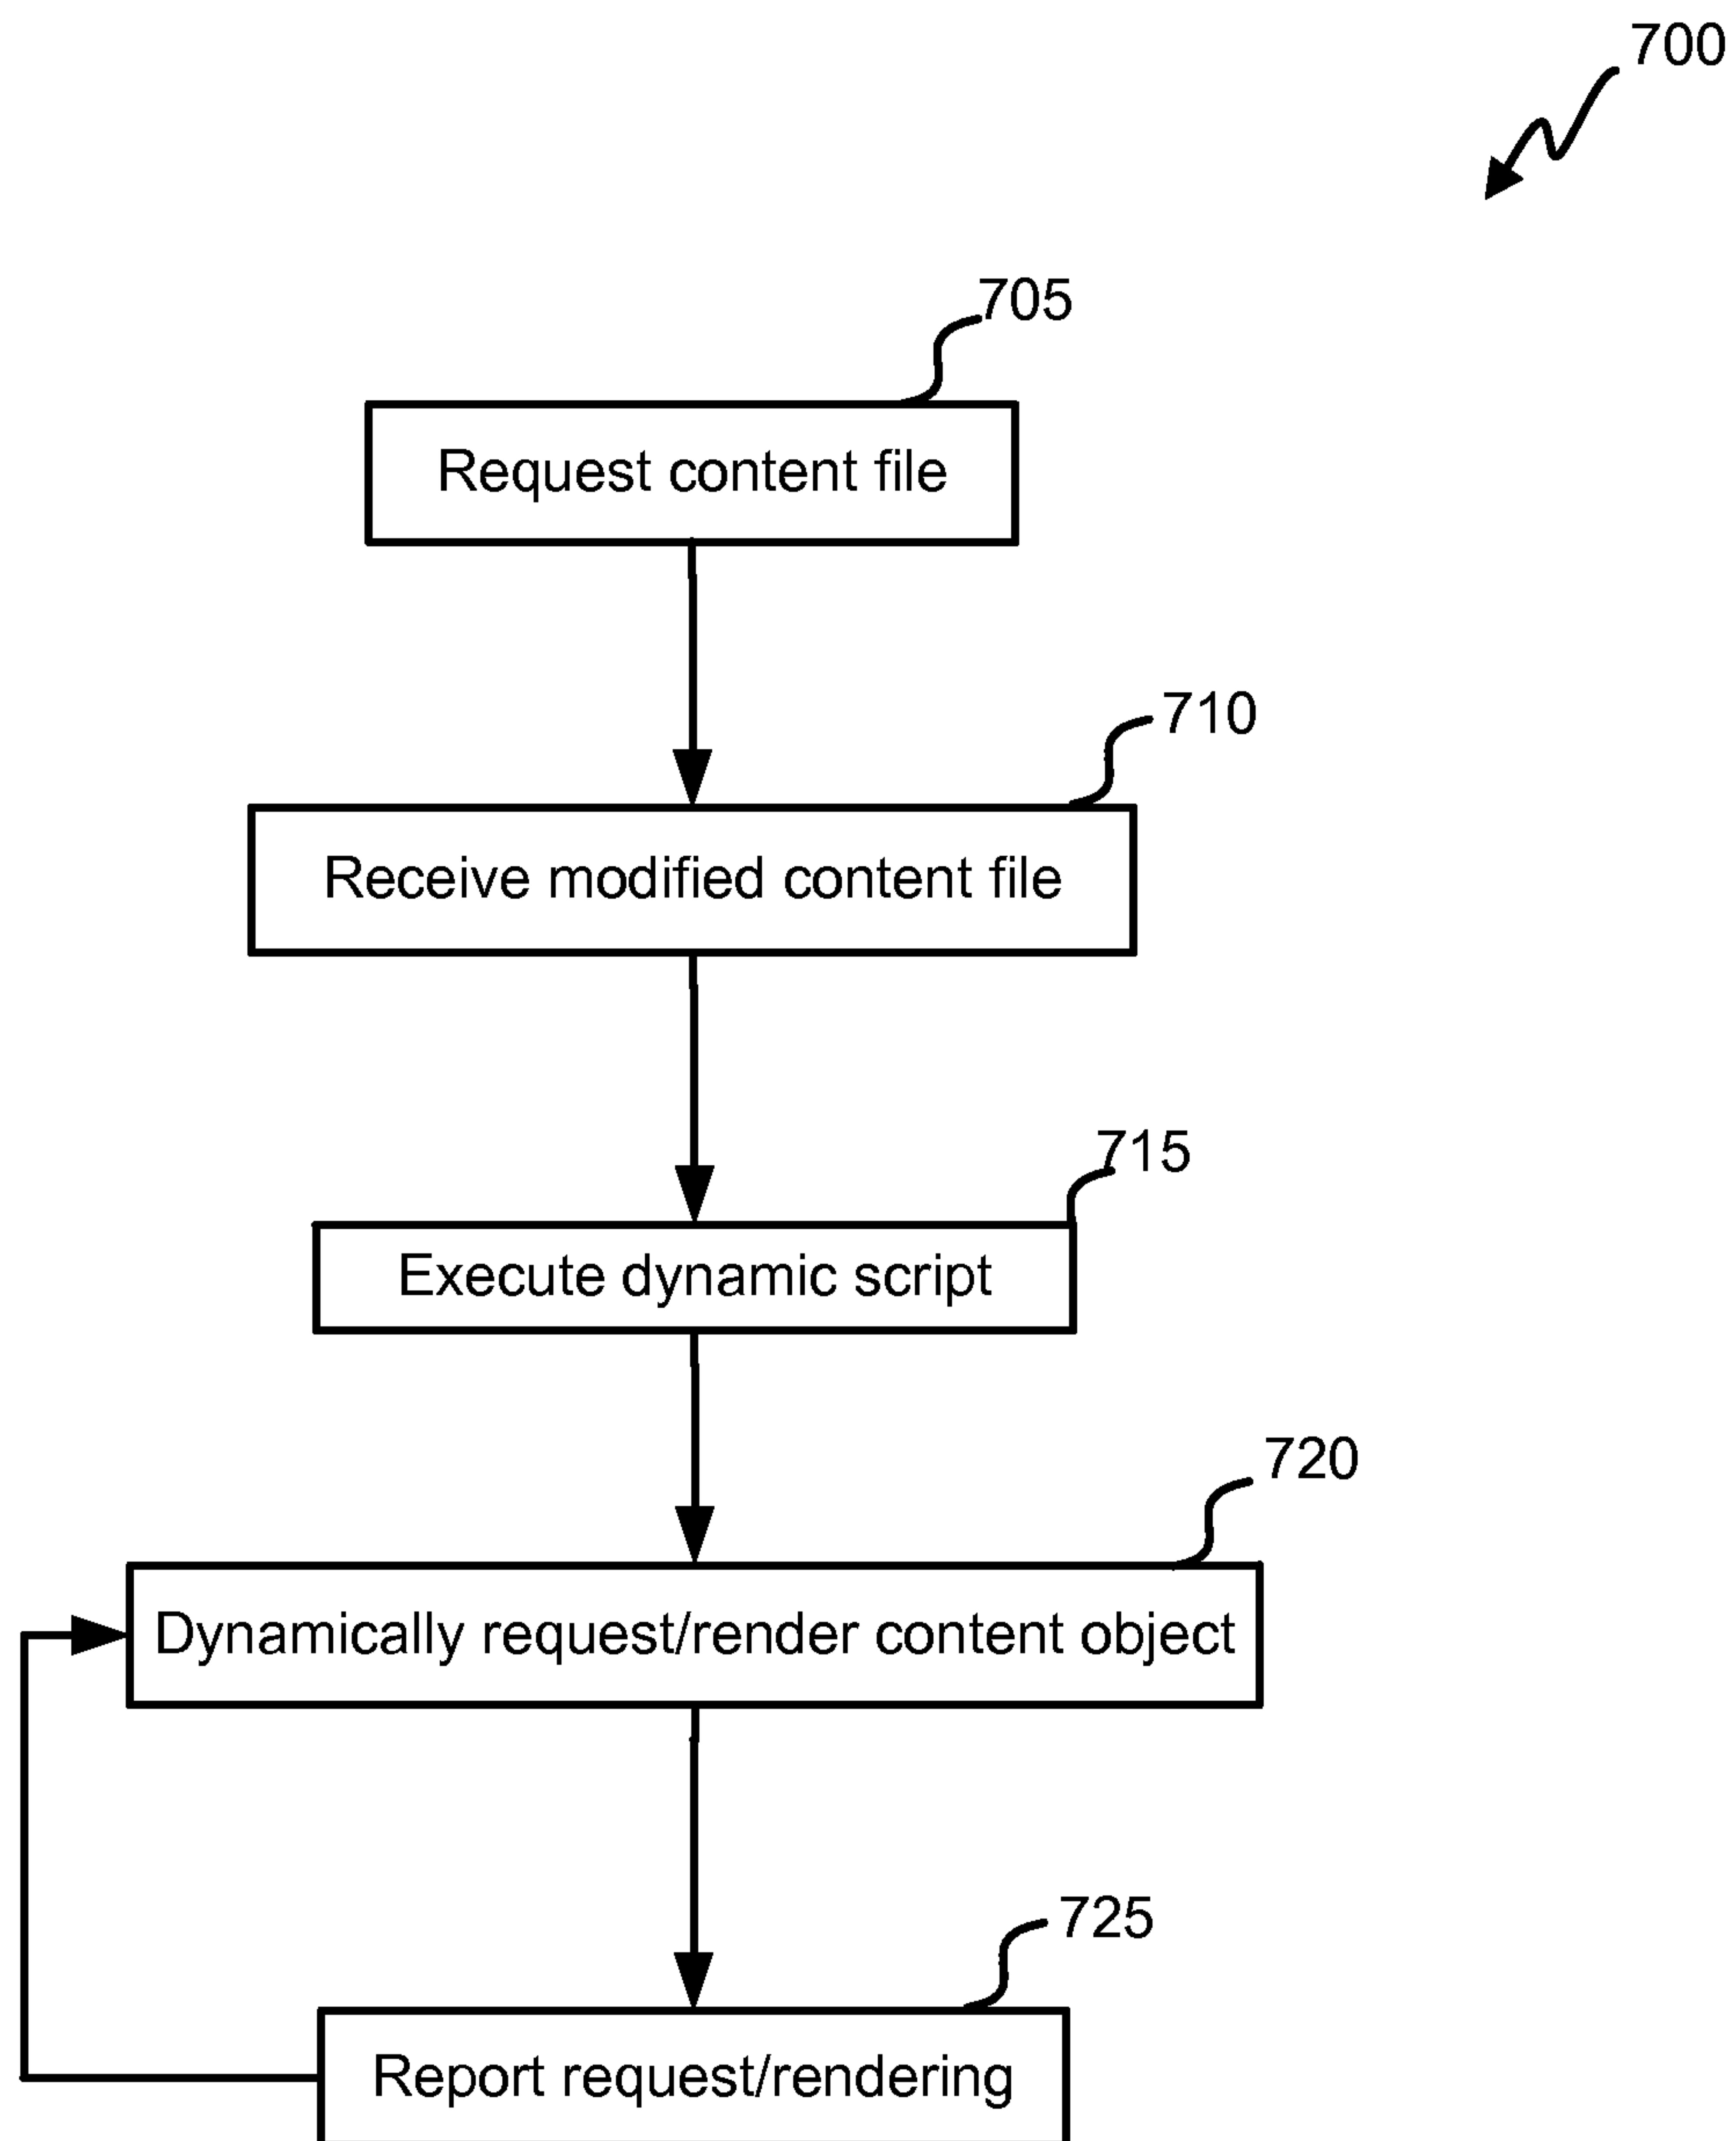 700
705
Request content file
710
Receive modified content file
715
Execute dynamic script
720
Dynamically request/render content object
725
Report request/rendering